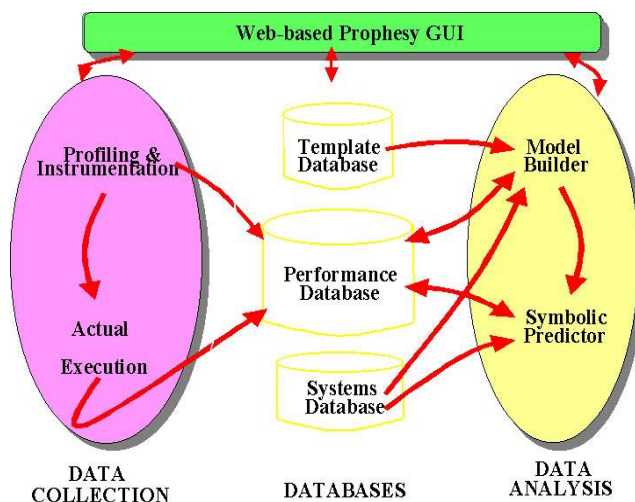 Web-based Prophesy GUI
Profiling &
Instrumentation
Actual
Execution
Template
Database
Performance
Database
Systems
Database
Model
Builder
Symbolic
Predictor
DATA
COLLECTION
DATABASES
DATA
ANALYSIS